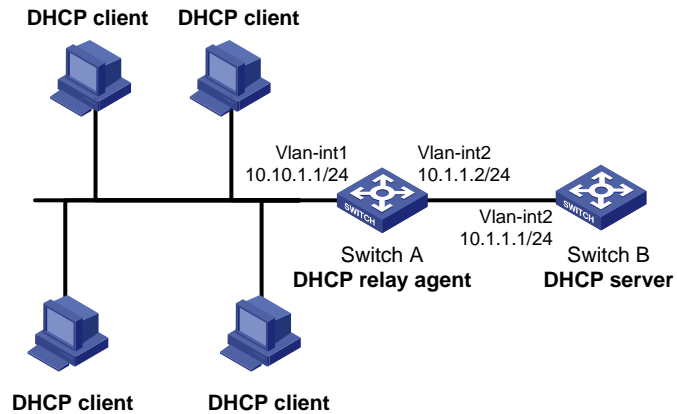 DHCP client
DHCP client
Vlan-int1
10.10.1.1/24
Vlan-int2
10.1.1.2/24
SWITCH
SWITCH
Vlan-int2
10.1.1.1/24
Switch A
DHCP relay agent
Switch B
DHCP server
DHCP client
DHCP client